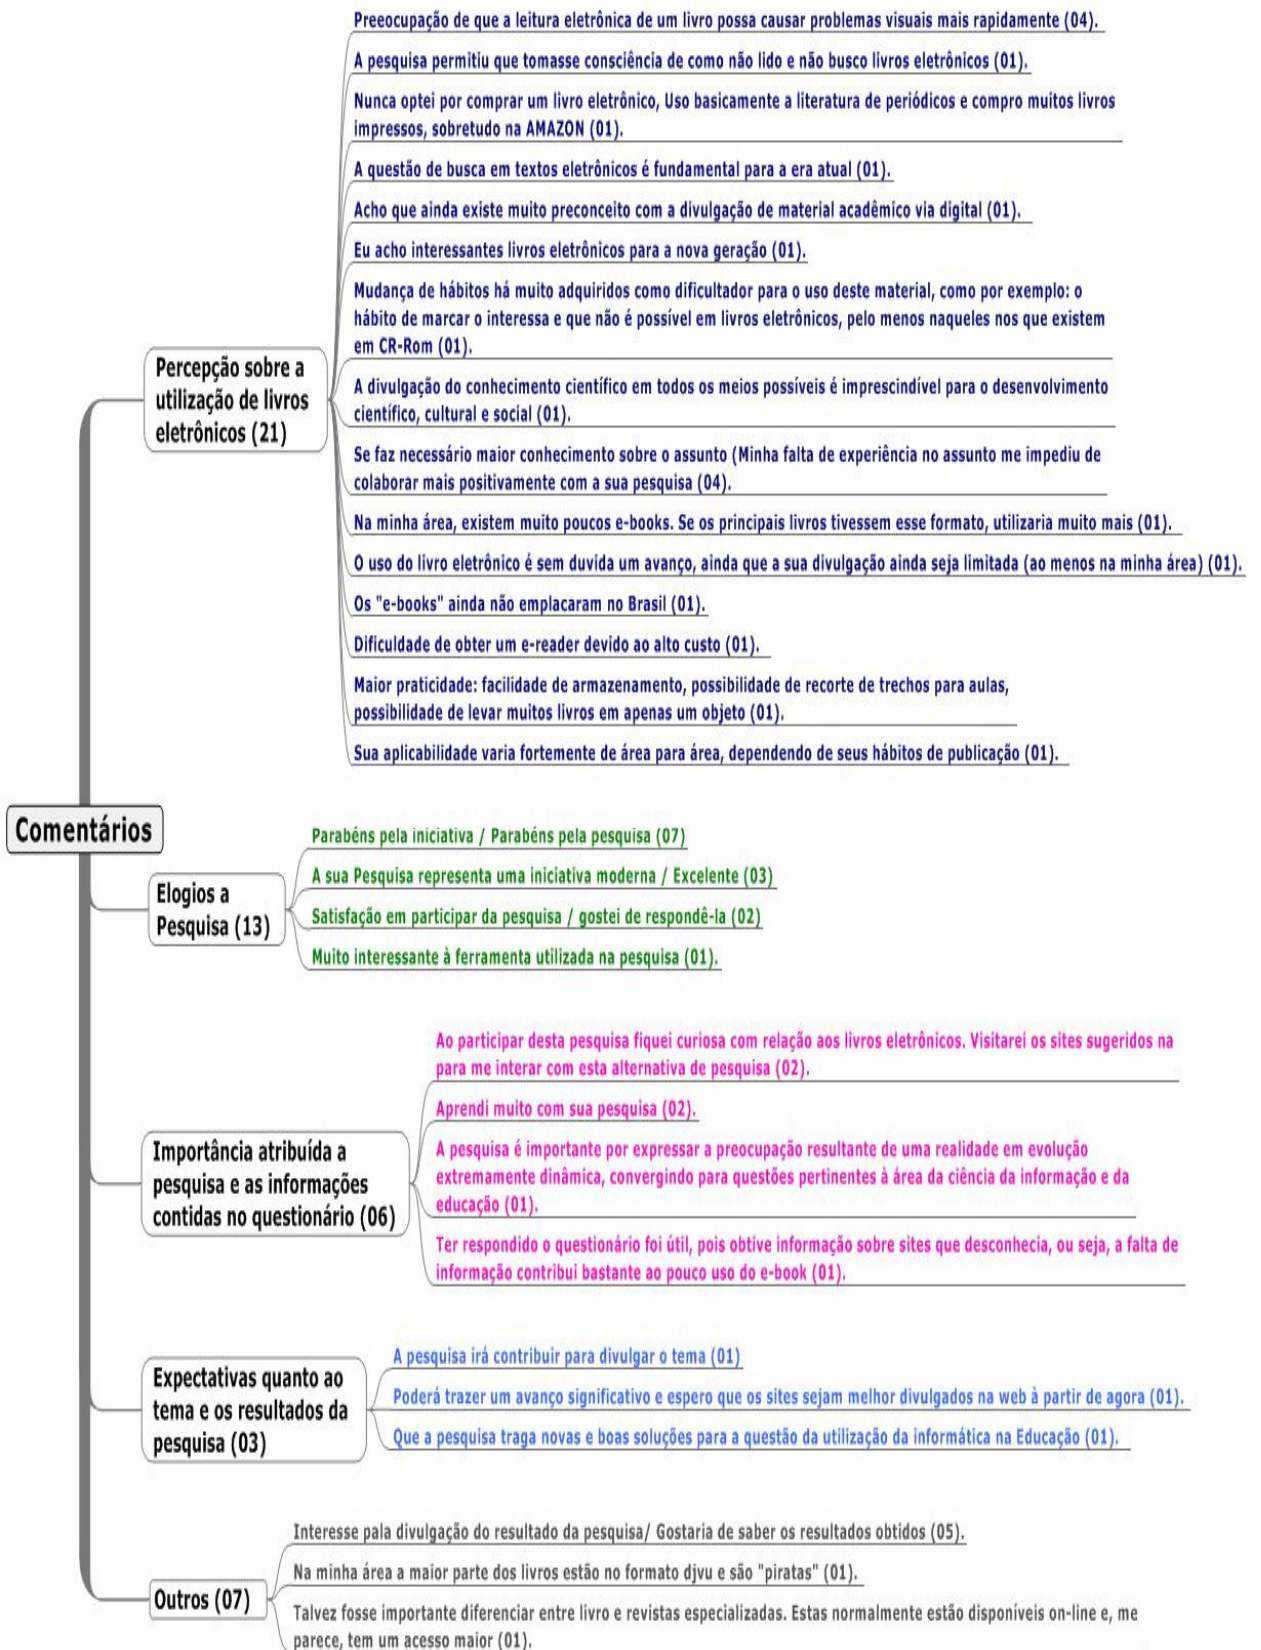 Comentários
Percepção sobre a
utilização de livros
eletrônicos (21)
Preeocupação de que a leitura eletrônica de um livro possa causar problemas visuais mais rapidamente (04).
A pesquisa permitiu que tomasse consciência de como não lido e não busco livros eletrônicos (01).
Nunca optei por comprar um livro eletrônico, Uso basicamente a literatura de periódicos e compro muitos livros
impressos, sobretudo na AMAZON (01).
A questão de busca em textos eletrônicos é fundamental para a era atual (01).
Acho que ainda existe muito preconceito com a divulgação de material acadêmico via digital (01).
Eu acho interessantes livros eletrônicos para a nova geração (01).
Mudança de hábitos há muito adquiridos como dificultador para o uso deste material, como por exemplo: o
hábito de marcar o interessa e que não é possível em livros eletrônicos, pelo menos naqueles nos que existem
em CR-Rom (01).
A divulgação do conhecimento científico em todos os meios possíveis é imprescindível para o desenvolvimento
científico, cultural e social (01).
Se faz necessário maior conhecimento sobre o assunto (Minha falta de experiência no assunto me impediu de
colaborar mais positivamente com a sua pesquisa (04).
Na minha área, existem muito poucos e-books. Se os principais livros tivessem esse formato, utilizaria muito mais (01).
O uso do livro eletrônico é sem duvida um avanço, ainda que a sua divulgação ainda seja limitada (ao menos na minha área) (01).
Os "e-books" ainda não emplacaram no Brasil (01).
Dificuldade de obter um e-reader devido ao alto custo (01).
Maior praticidade: facilidade de armazenamento, possibilidade de recorte de trechos para aulas,
possibilidade de levar muitos livros em apenas um objeto (01).
Sua aplicabilidade varia fortemente de área para área, dependendo de seus hábitos de publicação (01).
Elogios a
Pesquisa (13)
Parabéns pela iniciativa / Parabéns pela pesquisa (07)
A sua Pesquisa representa uma iniciativa moderna / Excelente (03)
Satisfação em participar da pesquisa / gostei de respondê-la (02)
Muito interessante à ferramenta utilizada na pesquisa (01).
Importância atribuída a
pesquisa e as informações
contidas no questionário (06)
Ao participar desta pesquisa fiquei curiosa com relação aos livros eletrônicos. Visitarei os sites sugeridos na
para me interar com esta alternativa de pesquisa (02).
Aprendi muito com sua pesquisa (02).
A pesquisa é importante por expressar a preocupação resultante de uma realidade em evolução
extremamente dinâmica, convergindo para questões pertinentes à área da ciência da informação e da
educação (01).
Ter respondido o questionário foi útil, pois obtive informação sobre sites que desconhecia, ou seja, a falta de
informação contribui bastante ao pouco uso do e-book (01).
Expectativas quanto ao
tema e os resultados da
pesquisa (03)
A pesquisa irá contribuir para divulgar o tema (01)
Poderá trazer um avanço significativo e espero que os sites sejam melhor divulgados na web à partir de agora (01).
Que a pesquisa traga novas e boas soluções para a questão da utilização da informática na Educação (01).
Outros (07)
Interesse pala divulgação do resultado da pesquisa/ Gostaria de saber os resultados obtidos (05).
Na minha área a maior parte dos livros estão no formato djvu e são "piratas" (01).
Talvez fosse importante diferenciar entre livro e revistas especializadas. Estas normalmente estão disponíveis on-line e, me
parece, tem um acesso maior (01).